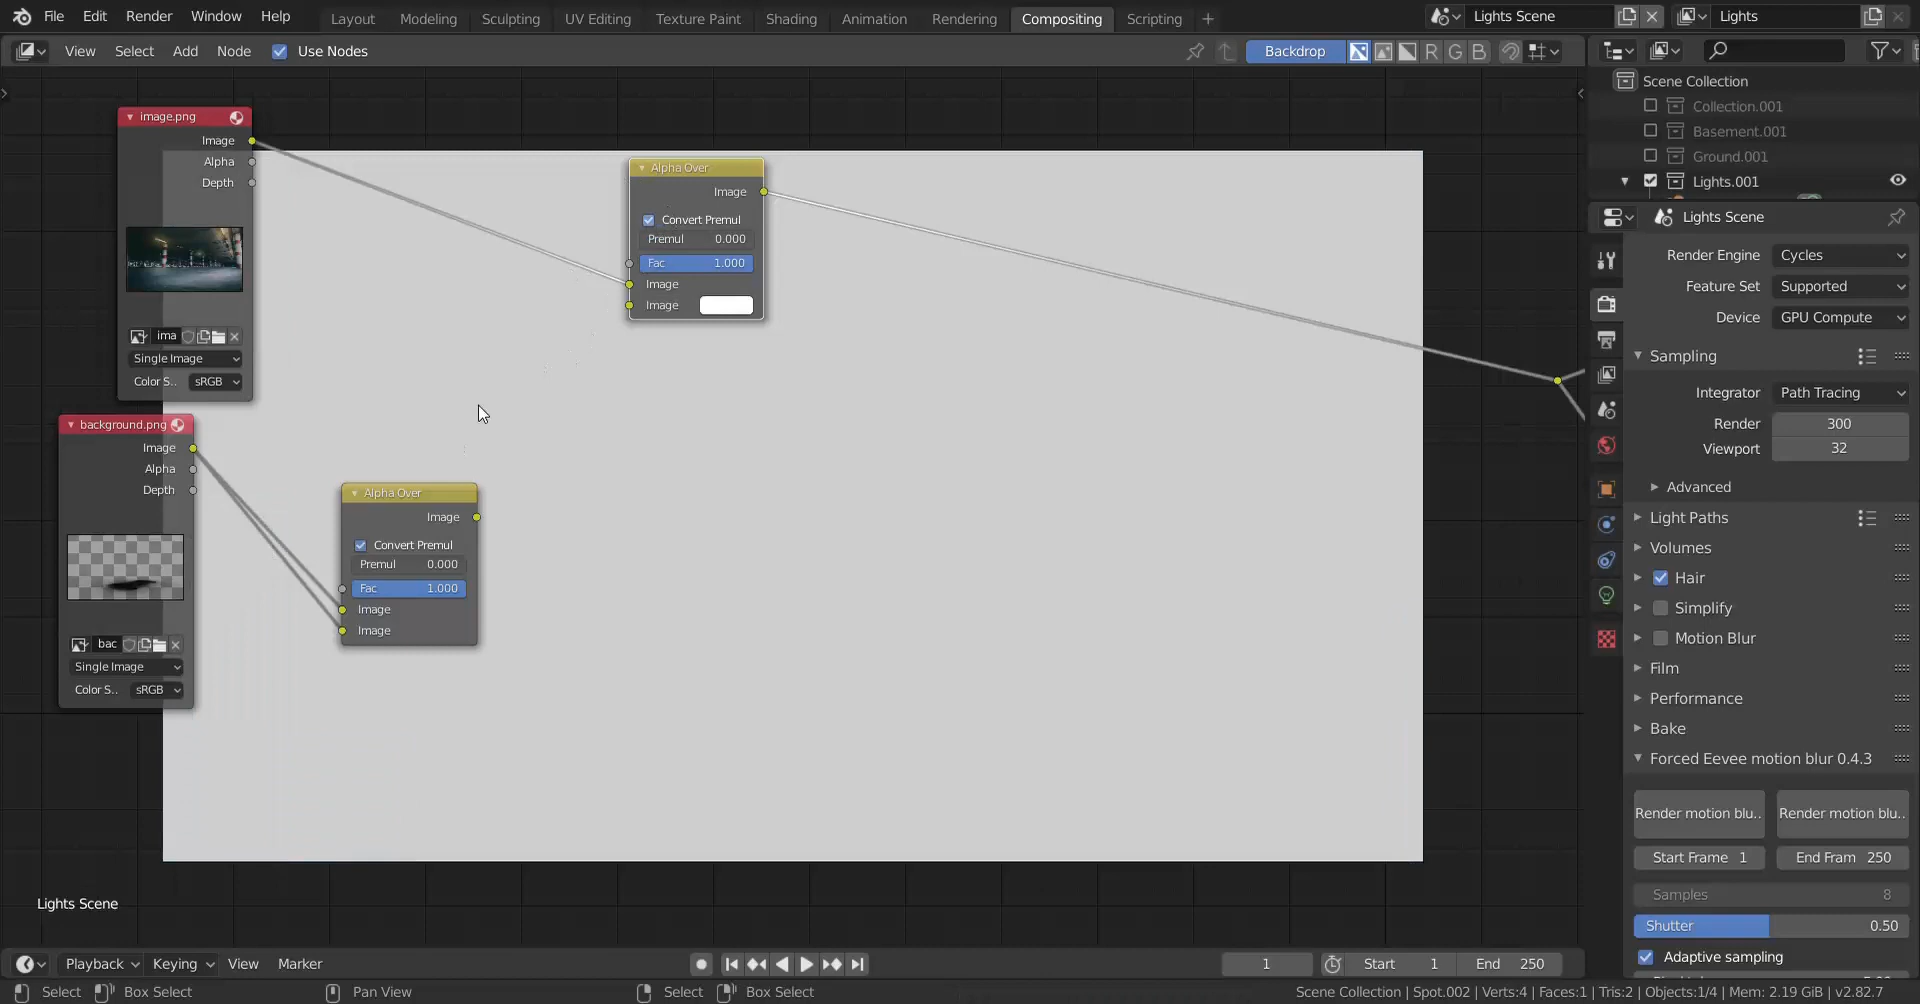 File Edit Render Window Help Layout Modeling Sculpting UV Editing Texture Paint Shading Animation Rendering Compositing Scripting + Lights Scene Lights
View Select Add Node Use Nodes Backdrop R G B
Scene Collection
Collection.001
Basement.001
Ground.001
Lights.001
Lights Scene
Render Engine Cycles
Feature Set Supported
Device GPU Compute
Sampling
Integrator Path Tracing
Render 300
Viewport 32
Advanced
Light Paths
Volumes
Hair
Simplify
Motion Blur
Film
Performance
Bake
Forced Eevee motion blur 0.4.3
Render motion blu.. Render motion blu..
Start Frame 1 End Fram 250
Samples 8
Shutter 0.50
Adaptive sampling
image.png
Image
Alpha
Depth
ima
Single Image
Color S.. sRGB
background.png
Image
Alpha
Depth
bac
Single Image
Color S.. sRGB
Alpha Over
Image
Convert Premul
Premul 0.000
Fac 1.000
Image
Image
Alpha Over
Image
Convert Premul
Premul 0.000
Fac 1.000
Image
Image
Lights Scene
Playback Keying View Marker 1 Start 1 End 250
Select Box Select Pan View Select Box Select Scene Collection | Spot.002 | Verts:4 | Faces:1 | Tris:2 | Objects:1/4 | Mem: 2.19 GiB | v2.82.7